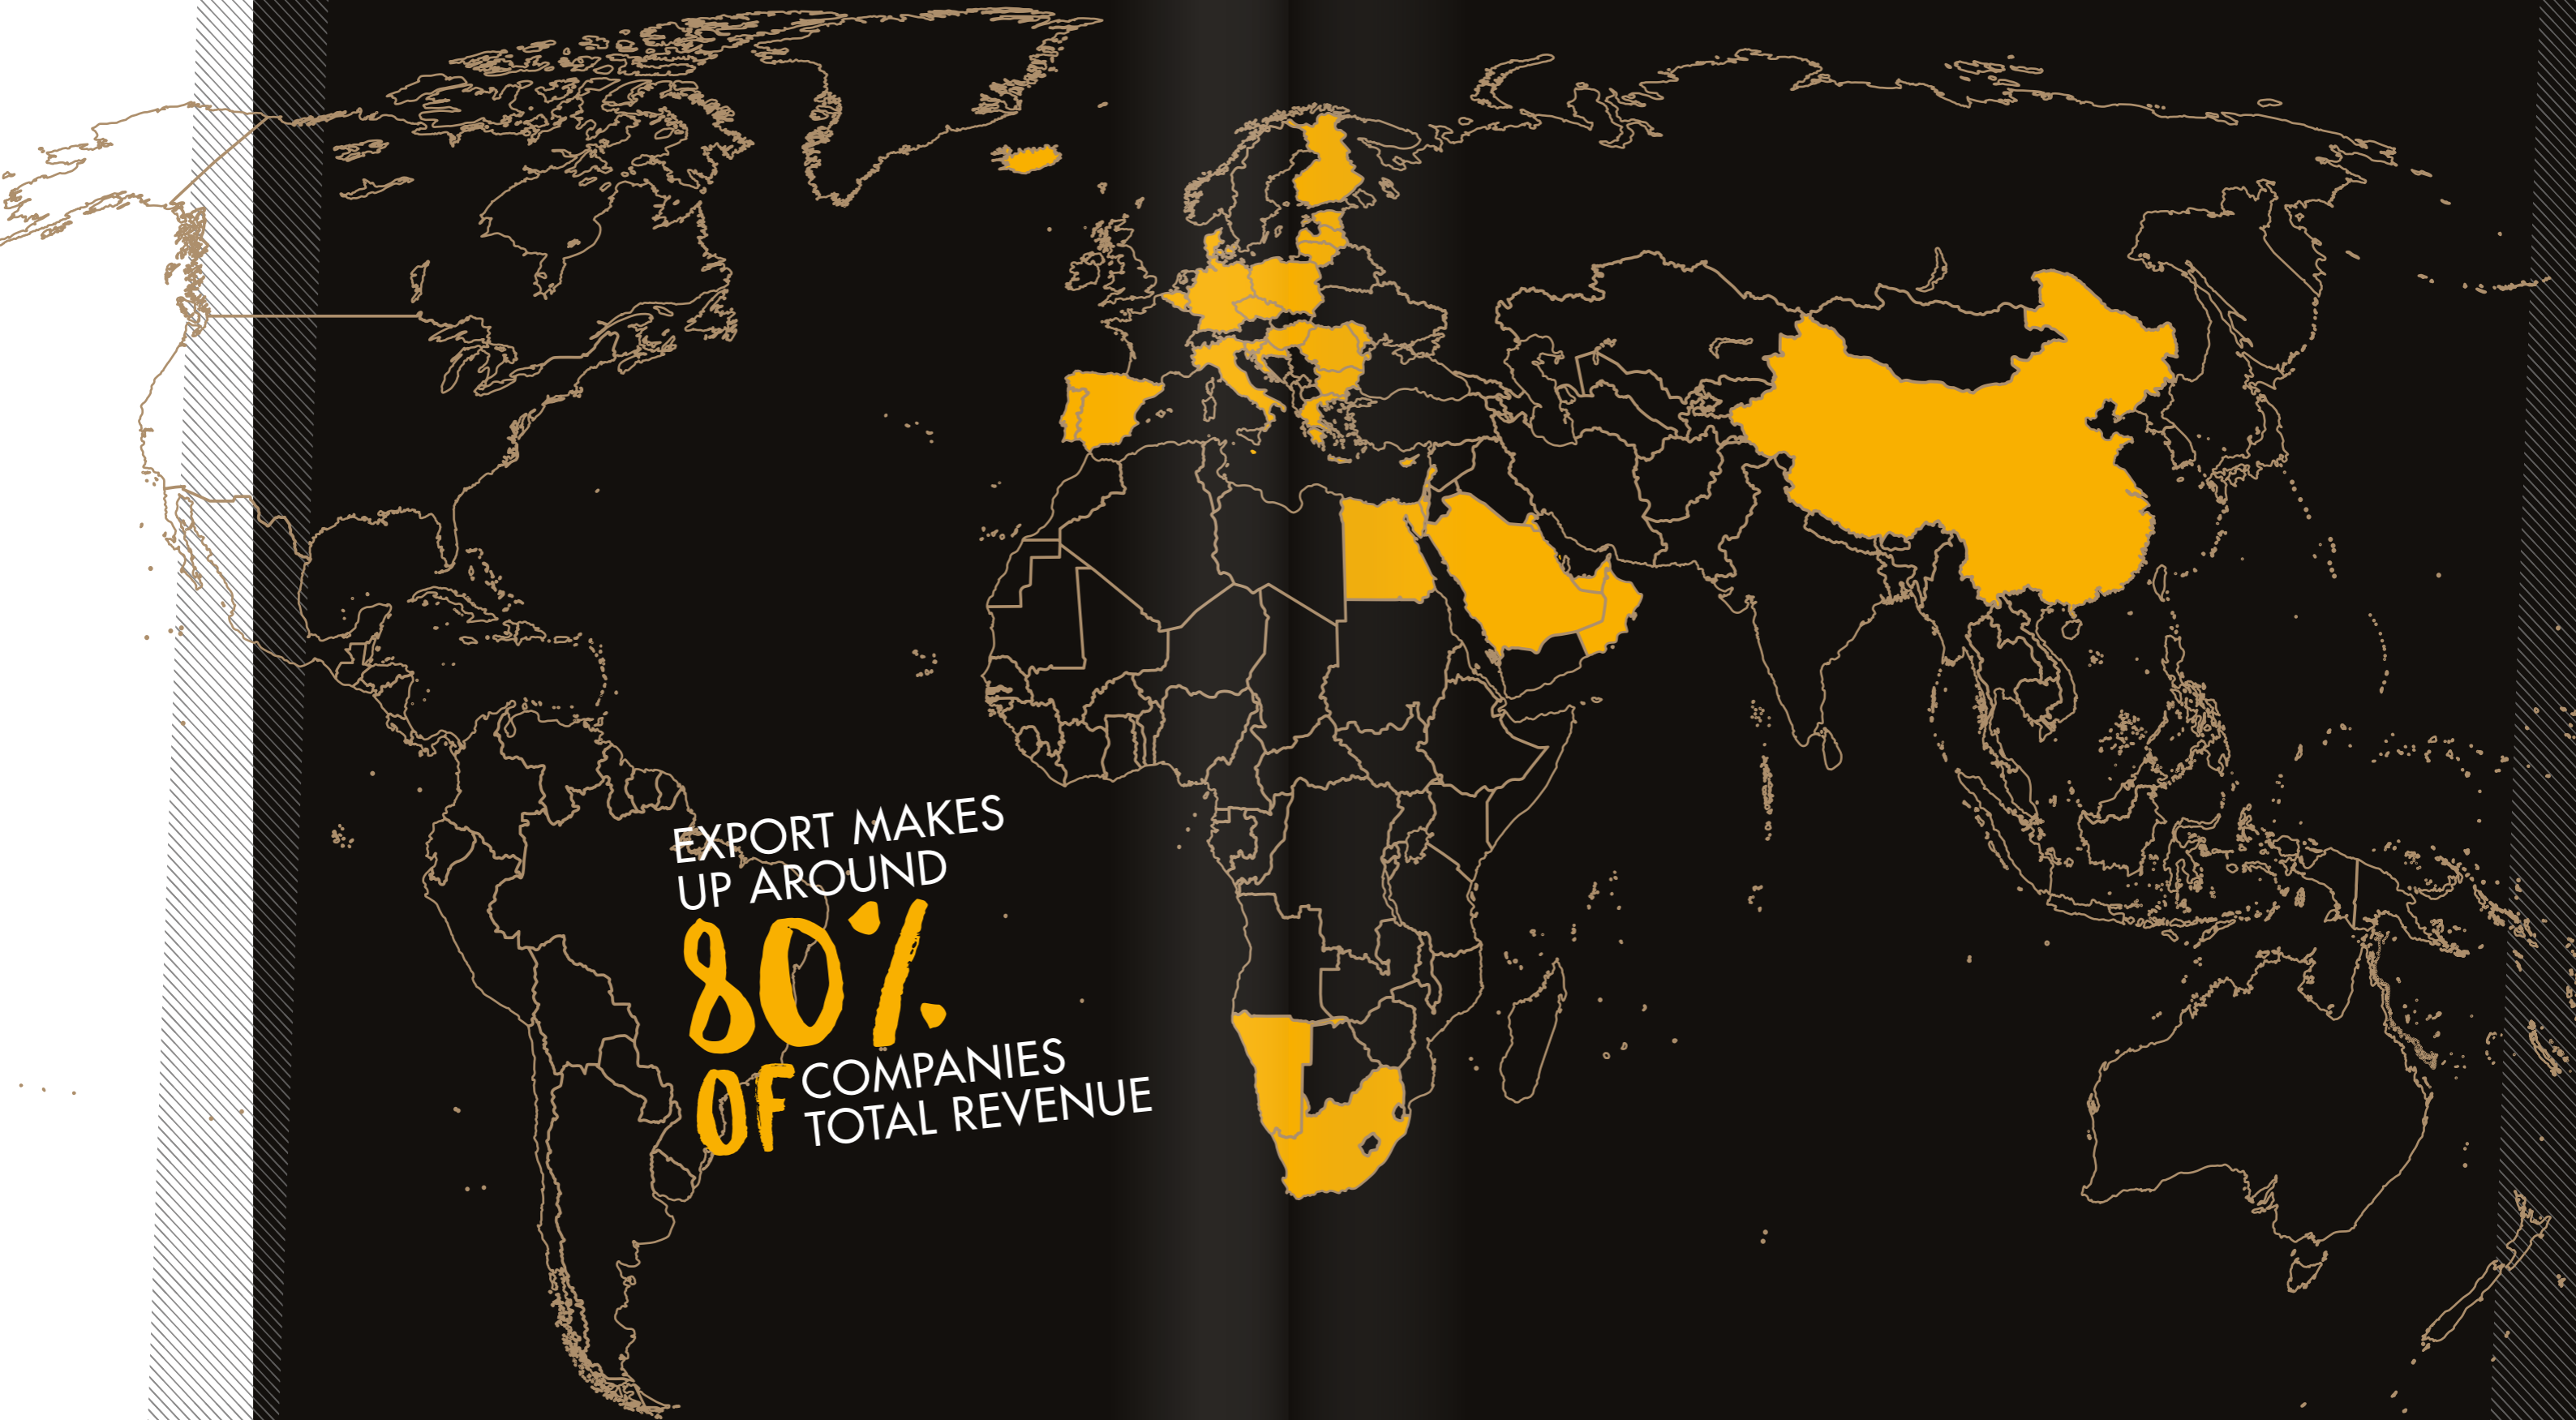 EXPORT MAKES
UP AROUND
80%
OF COMPANIES
TOTAL REVENUE